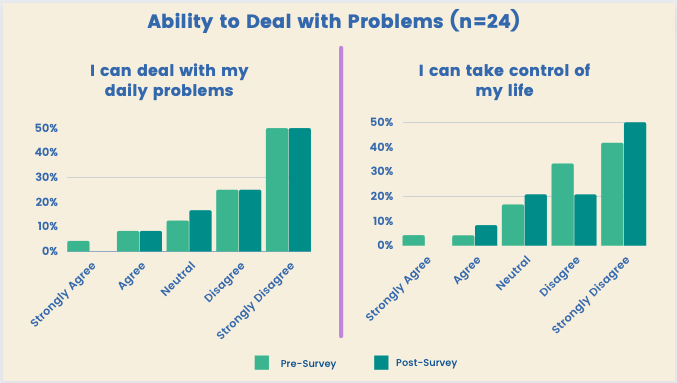 Ability to Deal with Problems (n=24)
I can deal with my
daily problems
50%
40%
30%
20%
10%
0%
Strongly Agree
Agree
Neutral
Disagree
Strongly Disagree
I can take control of
my life
50%
40%
30%
20%
10%
0%
Strongly Agree
Agree
Neutral
Disagree
Strongly Disagree
Pre-Survey
Post-Survey